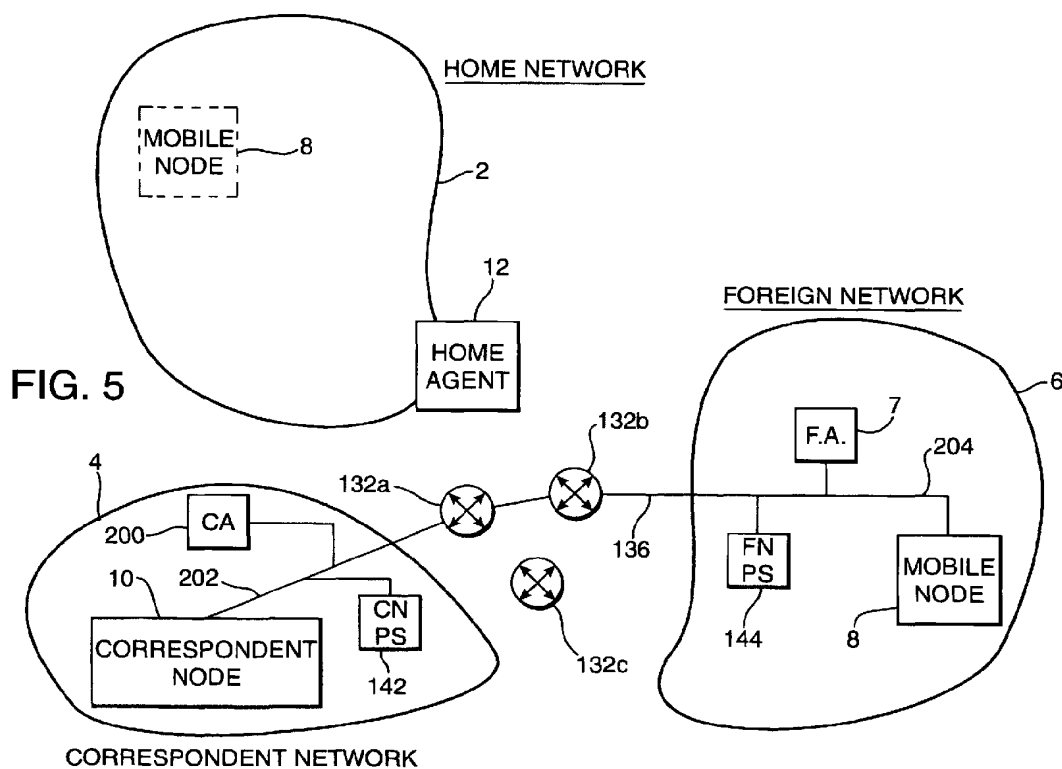 HOME NETWORK
MOBILE
NODE
8
2
12
HOME
AGENT
FOREIGN NETWORK
FIG. 5
6
7
F.A.
204
132b
132a
4
CA
200
136
FN
PS
MOBILE
NODE
10
202
CN
PS
144
8
132c
CORRESPONDENT
NODE
142
CORRESPONDENT NETWORK